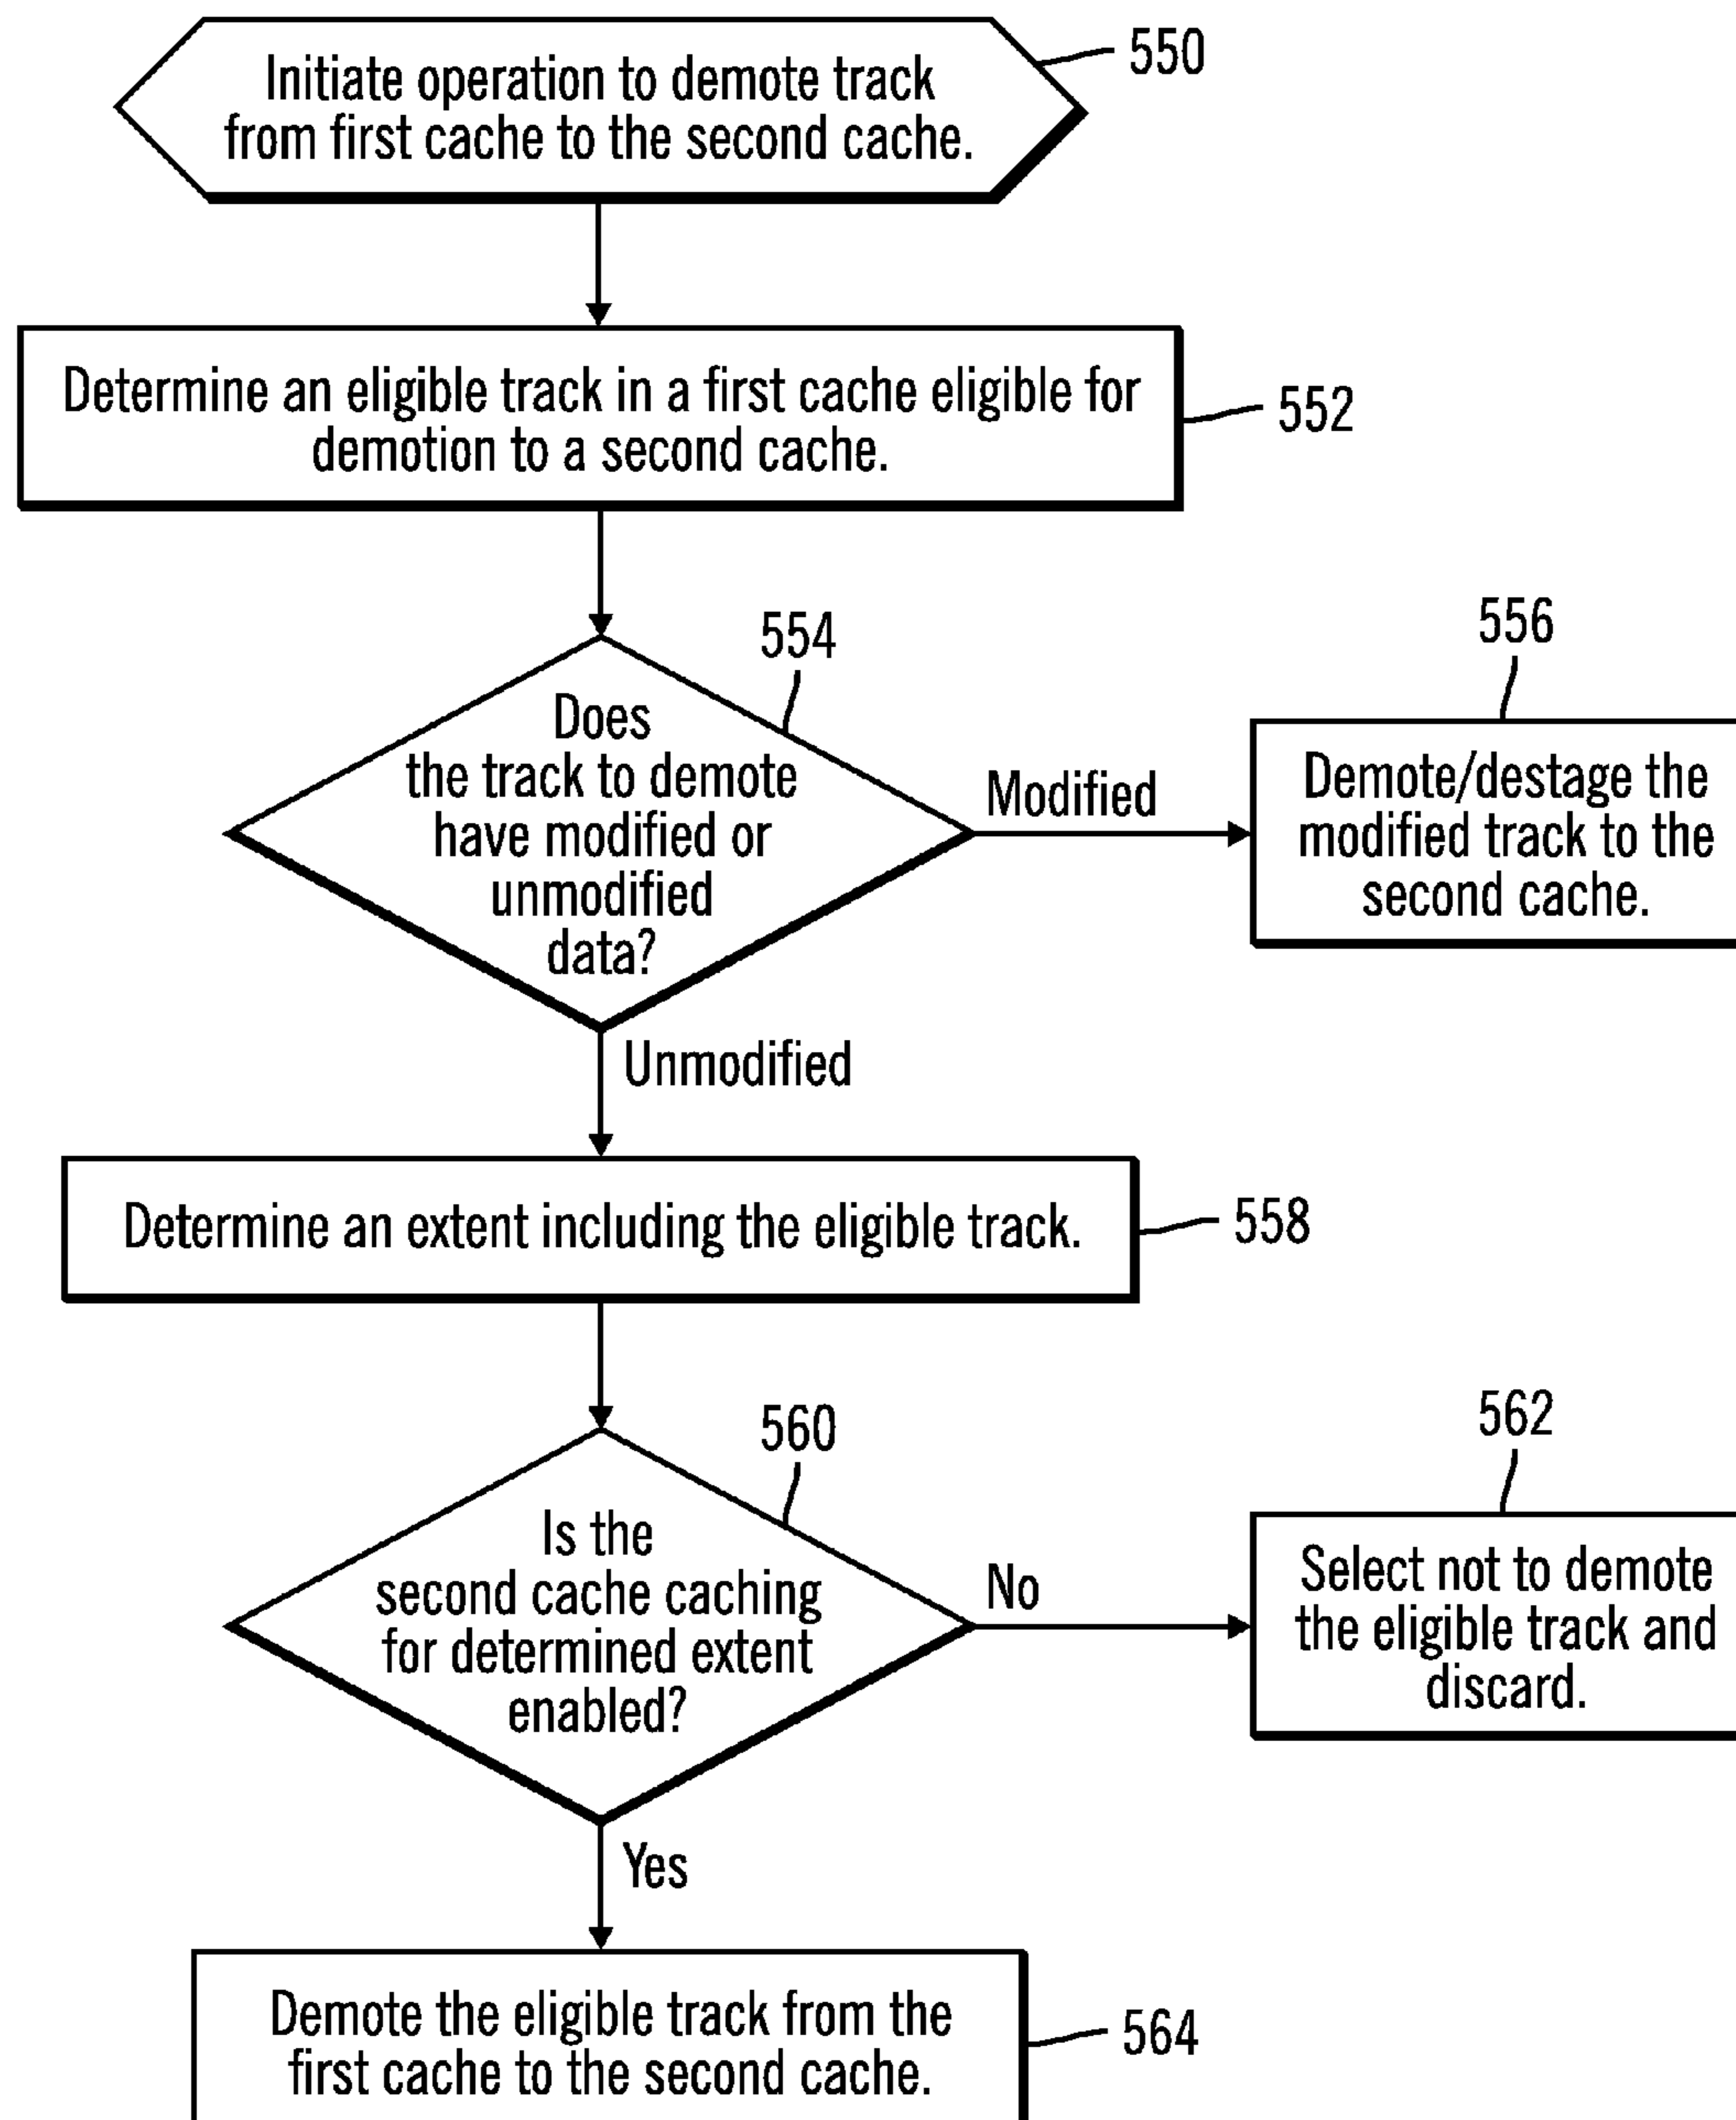 Initiate operation to demote track
from first cache to the second cache.
550
Determine an eligible track in a first cache eligible for
demotion to a second cache.
552
554
Does
the track to demote
have modified or
unmodified
data?
Modified
556
Demote/destage the
modified track to the
second cache.
Unmodified
Determine an extent including the eligible track.
558
560
Is the
second cache caching
for determined extent
enabled?
No
562
Select not to demote
the eligible track and
discard.
Yes
Demote the eligible track from the
first cache to the second cache.
564